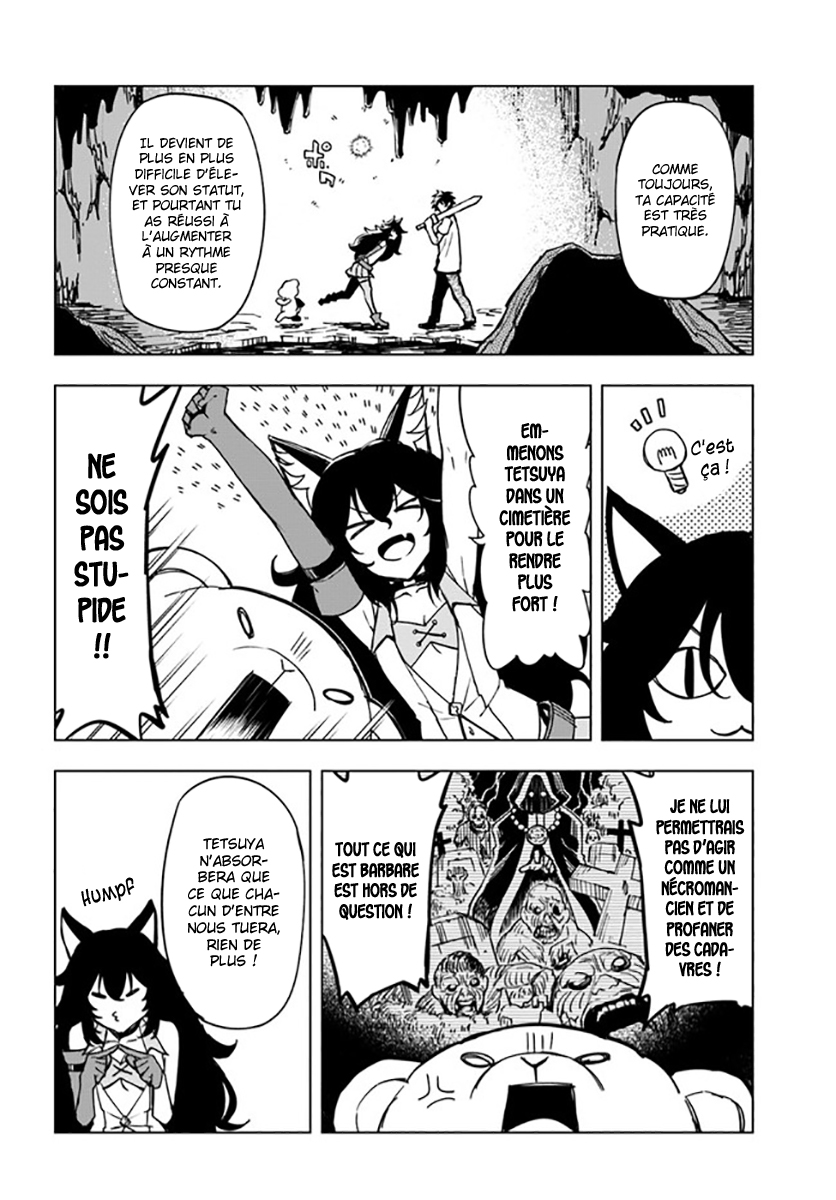 COMME
TOUJOURS,
TA CAPACITÉ
EST TRÈS
PRATIQUE.
IL DEVIENT DE
PLUS EN PLUS
DIFFICILE D'ÊLE-
VER SON STATUT,
ET POURTANT TU
AS RÉUSSI À
L'AUGMENTER
À UN RYTHME
PRESQUE
CONSTANT.
ポワ
C'est
ça !
EM-
MENONS
TETSUYA
DANS UN
CIMETIÈRE
POUR LE
RENDRE
PLUS
FORT !
NE
SOIS
PAS
STU-
PIDE
!!
JE NE LUI
PERMETTRAIS
PAS D'AGIR
COMME UN
NÉCROMAN-
CIEN ET DE
PROFANER
DES CADA-
VRES !
TOUT CE QUI
EST BARBARE
EST HORS DE
QUESTION !
TETSUYA
N'ABSOR-
BERA QUE
CE QUE CHA-
CUN D'ENTRE
NOUS TUERA,
RIEN DE
PLUS !
HUMPF